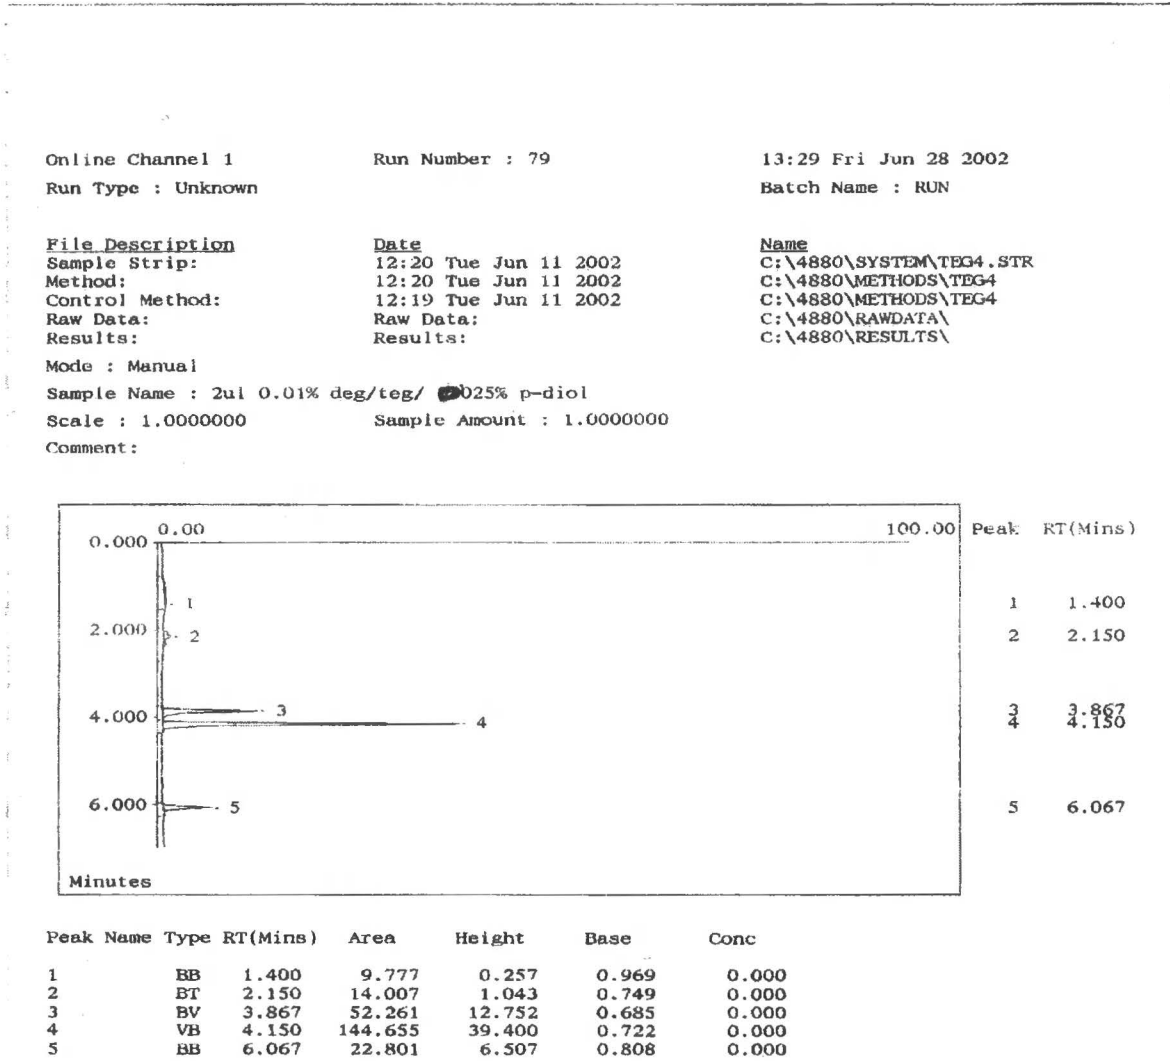 Online Channel 1 Run Number : 79 13:29 Fri Jun 28 2002
Run Type : Unknown Batch Name : RUN
File Description Date Name
Sample Strip: 12:20 Tue Jun 11 2002 C:\4880\SYSTEM\TEG4.STR
Method: 12:20 Tue Jun 11 2002 C:\4880\METHODS\TEG4
Control Method: 12:19 Tue Jun 11 2002 C:\4880\METHODS\TEG4
Raw Data: Raw Data: C:\4880\RAWDATA\
Results: Results: C:\4880\RESULTS\
Mode : Manual
Sample Name : 2ul 0.01% deg/teg/ 025% p-diol
Scale : 1.0000000 Sample Amount : 1.0000000
Comment:
0.00 100.00 Peak RT(Mins)
0.000
1 1 1.400
2.000 2 2 2.150
3 3 3.867
4.000 4 4 4.150
6.000 5 5 6.067
Minutes
Peak Name Type RT(Mins) Area Height Base Conc
1 BB 1.400 9.777 0.257 0.969 0.000
2 BT 2.150 14.007 1.043 0.749 0.000
3 BV 3.867 52.261 12.752 0.685 0.000
4 VB 4.150 144.655 39.400 0.722 0.000
5 BB 6.067 22.801 6.507 0.808 0.000